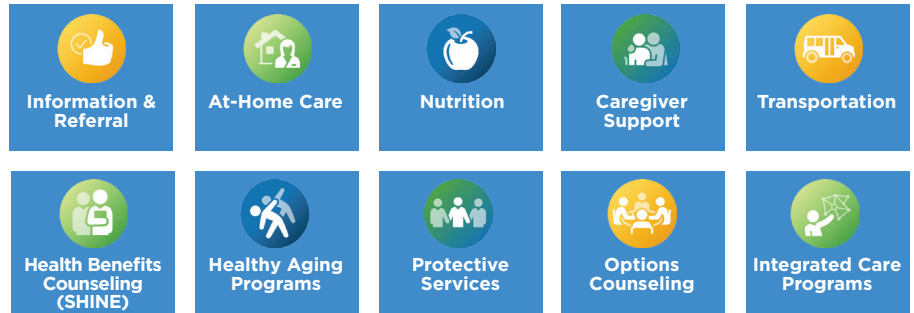 Information &
Referral
At-Home Care
Nutrition
Caregiver
Support
Transportation
Health Benefits
Counseling
(SHINE)
Healthy Aging
Programs
Protective
Services
Options
Counseling
Integrated Care
Programs